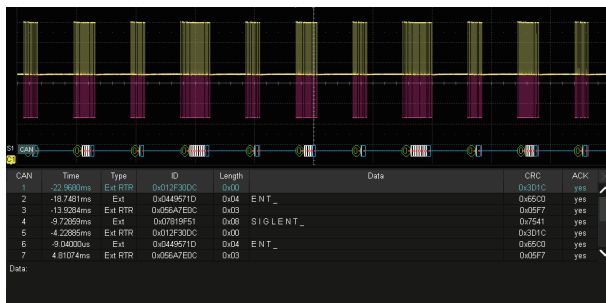 S1 CAN
C1
CAN Time Type ID Length Data CRC ACK
1 -22.9680ms Ext RTR 0x012F30DC 0x00 0x3D1C yes
2 -18.7481ms Ext 0x0449571D 0x04 E N T _ 0x65C0 yes
3 -13.9284ms Ext RTR 0x056A7E0C 0x03 0x05F7 yes
4 -9.72859ms Ext 0x07819F51 0x08 S I G L E N T _ 0x7541 yes
5 -4.22885ms Ext RTR 0x012F30DC 0x00 0x3D1C yes
6 -9.04000us Ext 0x0449571D 0x04 E N T _ 0x65C0 yes
7 4.81074ms Ext RTR 0x056A7E0C 0x03 0x05F7 yes
Data: